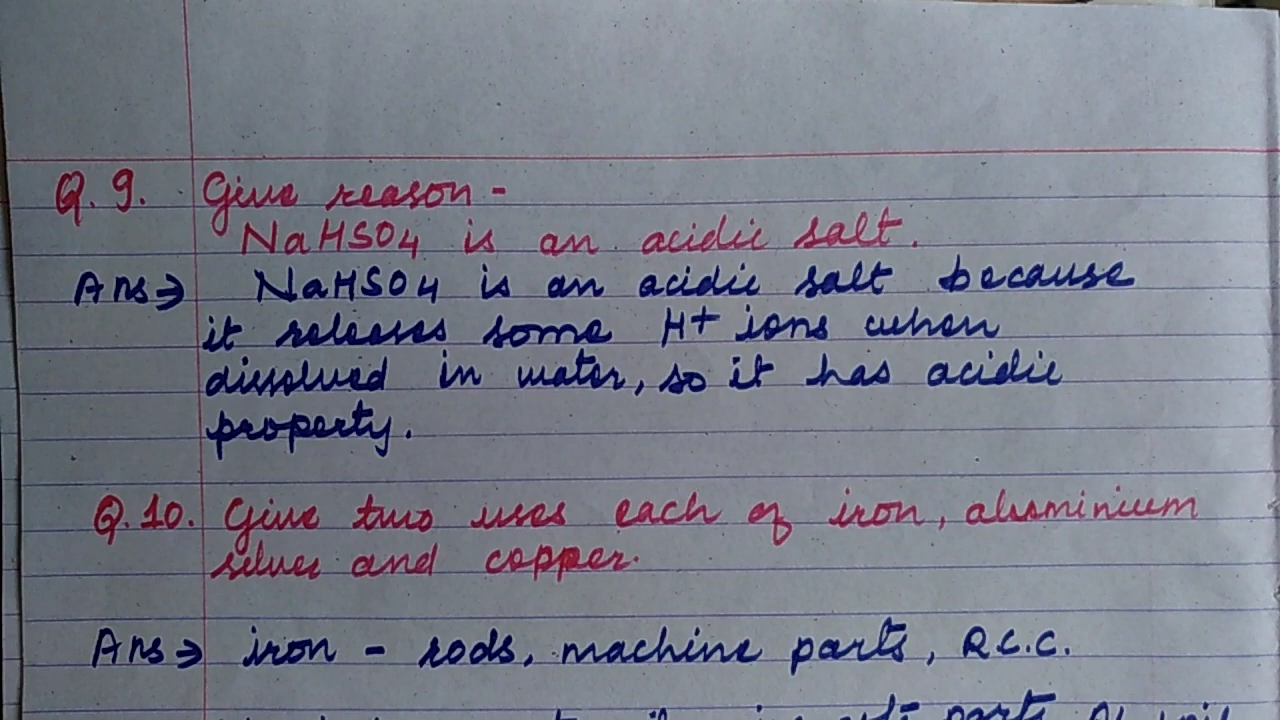 Q. 9. Give reason -
NaHSO4 is an acidic salt.
Ans⇒ NaHSO4 is an acidic salt because
it releases some H+ ions when
dissolved in water, so it has acidic
property.
Q. 10. Give two uses each of iron, aluminium
silver and copper.
Ans⇒ iron - rods, machine parts, R.C.C.
parts